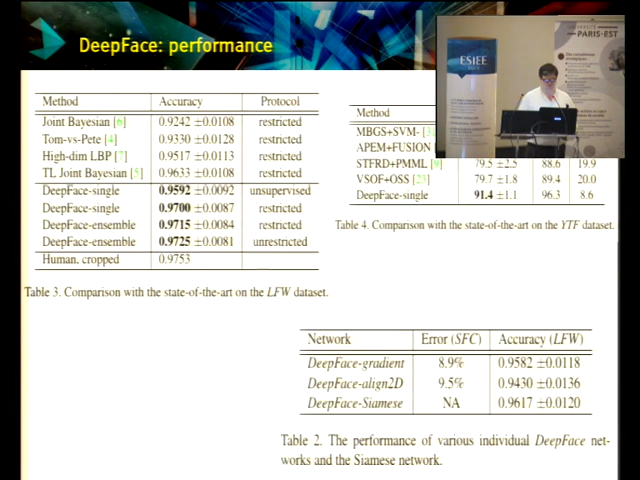 DeepFace: performance
ESIEE
PARIS-EST
Method Accuracy Protocol
Joint Bayesian [6] 0.9242 ±0.0108 restricted
Tom-vs-Pete [4] 0.9330 ±0.0128 restricted
High-dim LBP [7] 0.9517 ±0.0113 restricted
TL Joint Bayesian [5] 0.9633 ±0.0108 restricted
DeepFace-single 0.9592 ±0.0092 unsupervised
DeepFace-single 0.9700 ±0.0087 restricted
DeepFace-ensemble 0.9715 ±0.0084 restricted
DeepFace-ensemble 0.9725 ±0.0081 unrestricted
Human, cropped 0.9753
Table 3. Comparison with the state-of-the-art on the LFW dataset.
Method
MBGS+SVM-
APEM+FUSION
STFRD+PMML [9] 79.5 ±2.5 88.6 19.9
VSOF+OSS [23] 79.7 ±1.8 89.4 20.0
DeepFace-single 91.4 ±1.1 96.3 8.6
Table 4. Comparison with the state-of-the-art on the YTF dataset.
Network Error (SFC) Accuracy (LFW)
DeepFace-gradient 8.9% 0.9582 ±0.0118
DeepFace-align2D 9.5% 0.9430 ±0.0136
DeepFace-Siamese NA 0.9617 ±0.0120
Table 2. The performance of various individual DeepFace net-
works and the Siamese network.